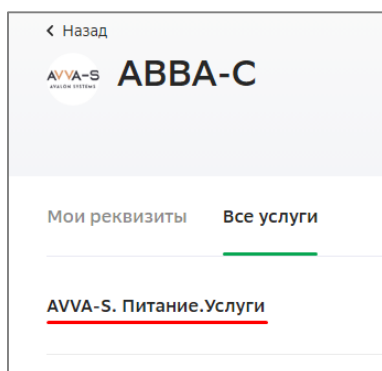 Назад
AVVA-S
AVALON SYSTEMS
АВВА-С
Мои реквизиты Все услуги
AVVA-S. Питание.Услуги